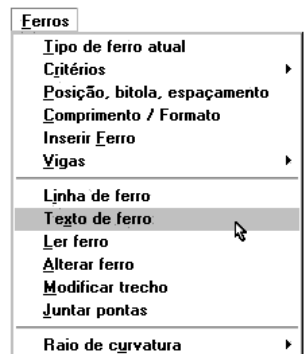 Ferros
Tipo de ferro atual
Critérios
Posição, bitola, espaçamento
Comprimento / Formato
Inserir Ferro
Vigas
Linha de ferro
Texto de ferro
Ler ferro
Alterar ferro
Modificar trecho
Juntar pontas
Raio de curvatura